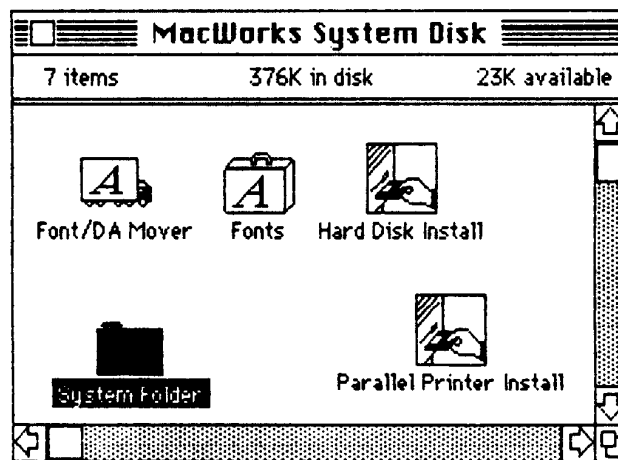 MacWorks System Disk
7 items 376K in disk 23K available
A A
Font/DA Mover Fonts Hard Disk Install
System Folder Parallel Printer Install